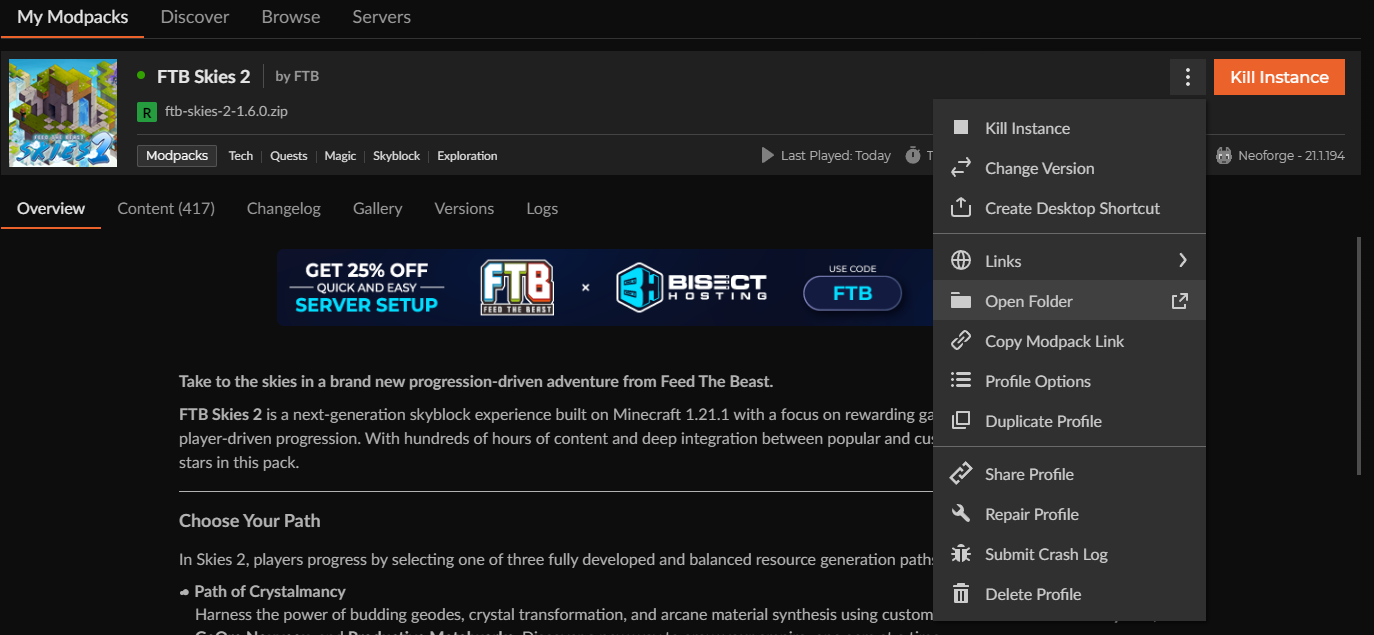 My Modpacks Discover Browse Servers
FTB Skies 2 by FTB
Kill Instance
R ftb-skies-2-1.6.0.zip
Modpacks Tech Quests Magic Skyblock Exploration
Last Played: Today
Neoforge - 21.1.194
FEED THE BEAST
SKIES 2
Kill Instance
Change Version
Create Desktop Shortcut
Links
Open Folder
Copy Modpack Link
Profile Options
Duplicate Profile
Share Profile
Repair Profile
Submit Crash Log
Delete Profile
Overview Content (417) Changelog Gallery Versions Logs
GET 25% OFF
QUICK AND EASY
SERVER SETUP
FTB
FEED THE BEAST
×
BISECT
HOSTING
USE CODE
FTB
Take to the skies in a brand new progression-driven adventure from Feed The Beast.
FTB Skies 2 is a next-generation skyblock experience built on Minecraft 1.21.1 with a focus on rewarding ga
player-driven progression. With hundreds of hours of content and deep integration between popular and cus
stars in this pack.
Choose Your Path
In Skies 2, players progress by selecting one of three fully developed and balanced resource generation paths
Path of Crystalmancy
Harness the power of budding geodes, crystal transformation, and arcane material synthesis using custom